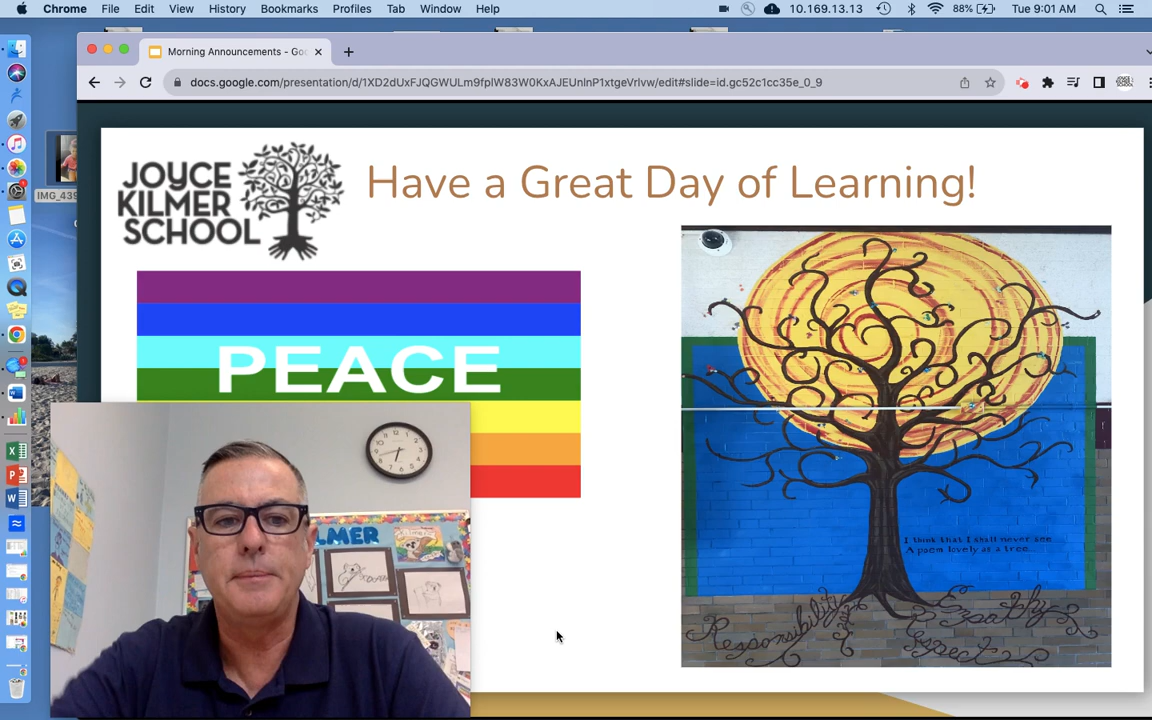 Chrome File Edit View History Bookmarks Profiles Tab Window Help 10.169.13.13 88% Tue 9:01 AM
Morning Announcements - Goo
docs.google.com/presentation/d/1XD2dUxFJQGWULm9fplW83W0KxAJEUnlnP1xtgeVrlvw/edit#slide=id.gc52c1cc35e_0_9
JOYCE
KILMER
SCHOOL
Have a Great Day of Learning!
IMG_439
PEACE
LMER
I think that I shall never see
A poem lovely as a tree
Responsibility
Empathy
Respect